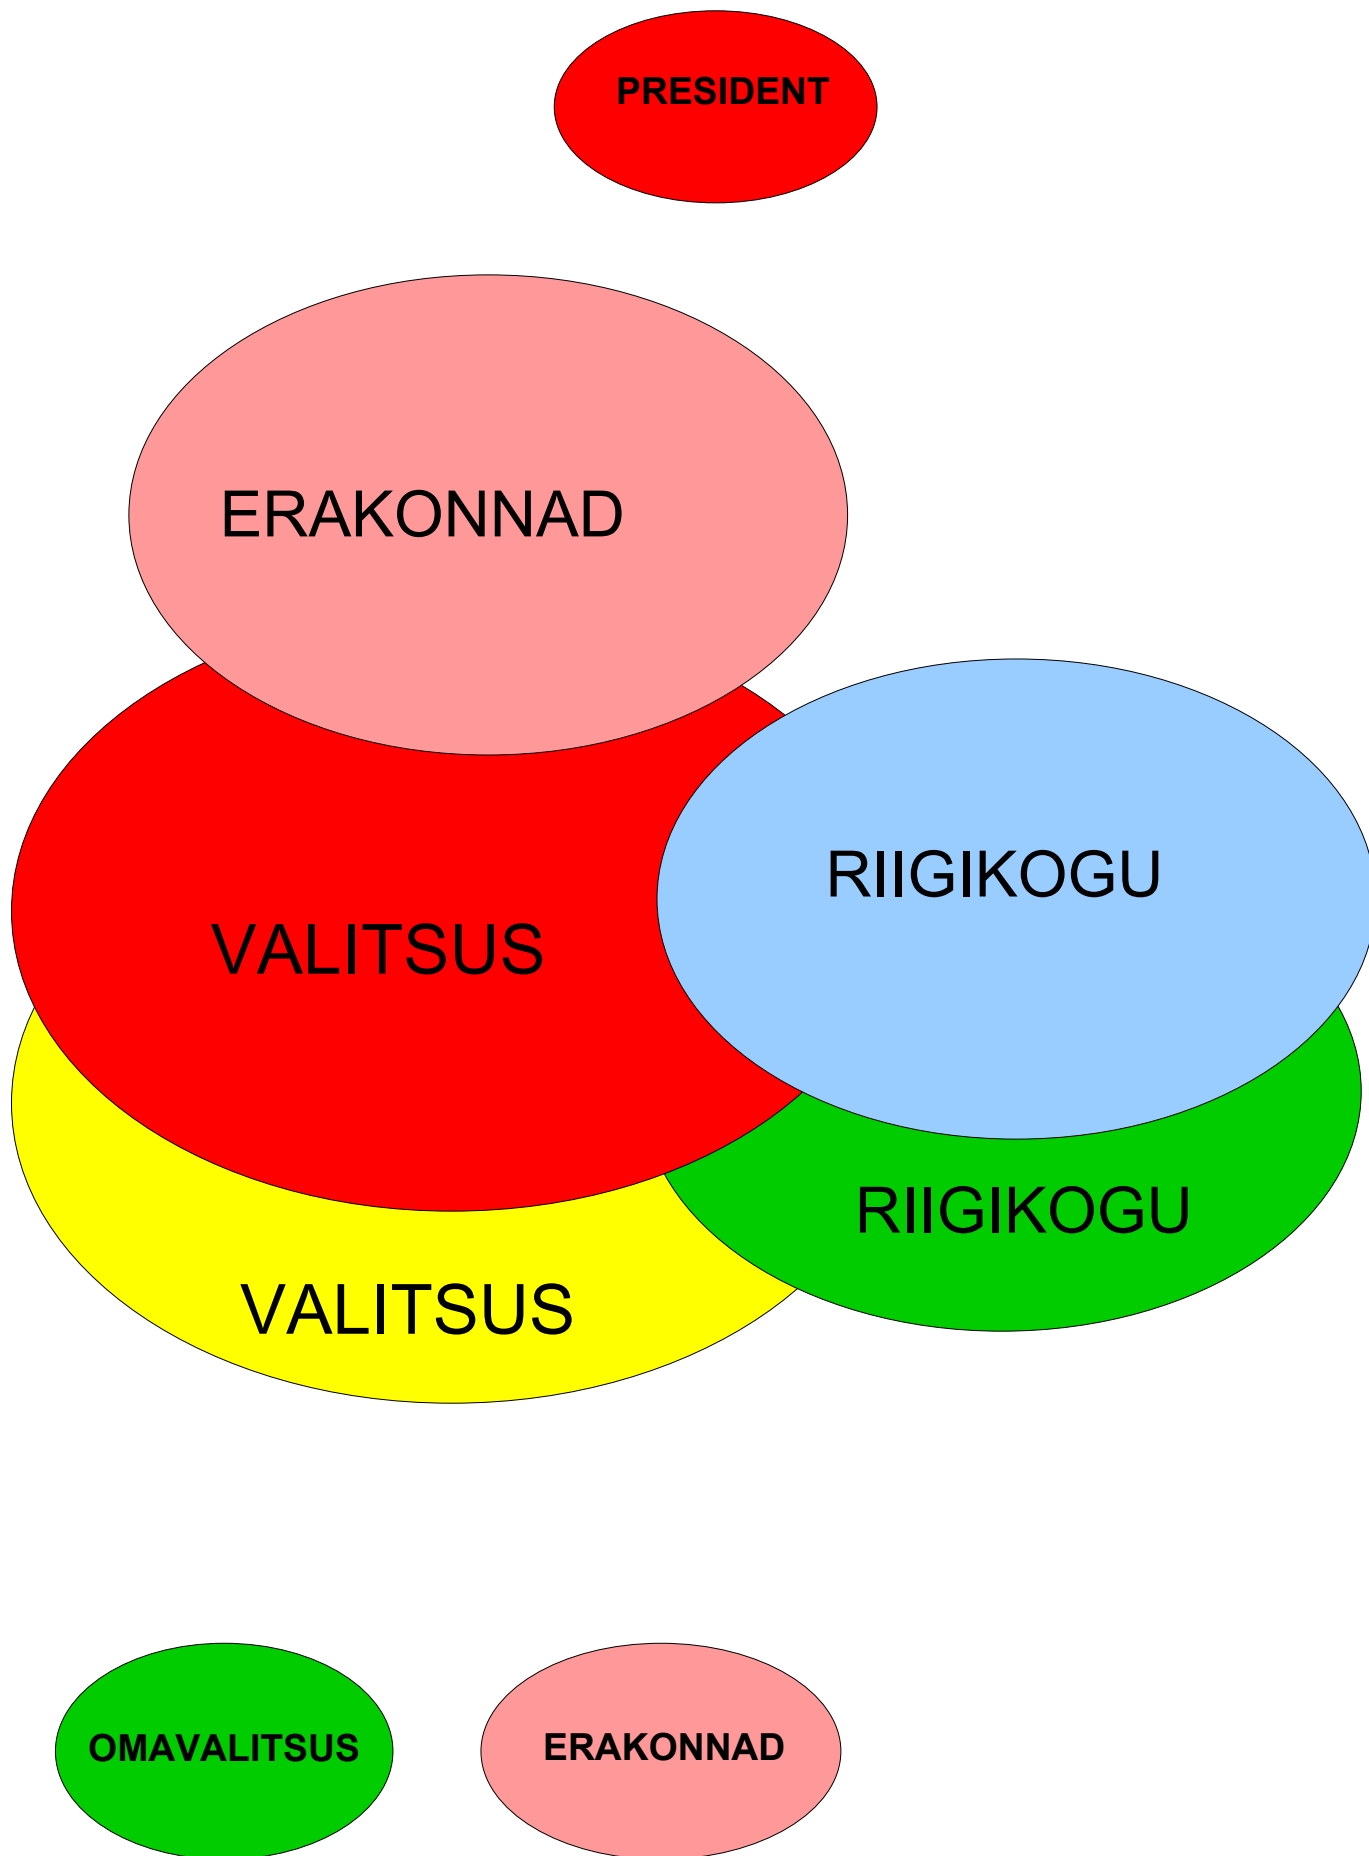 PRESIDENT
ERAKONNAD
RIIGIKOGU
VALITSUS
RIIGIKOGU
VALITSUS
OMAVALITSUS
ERAKONNAD